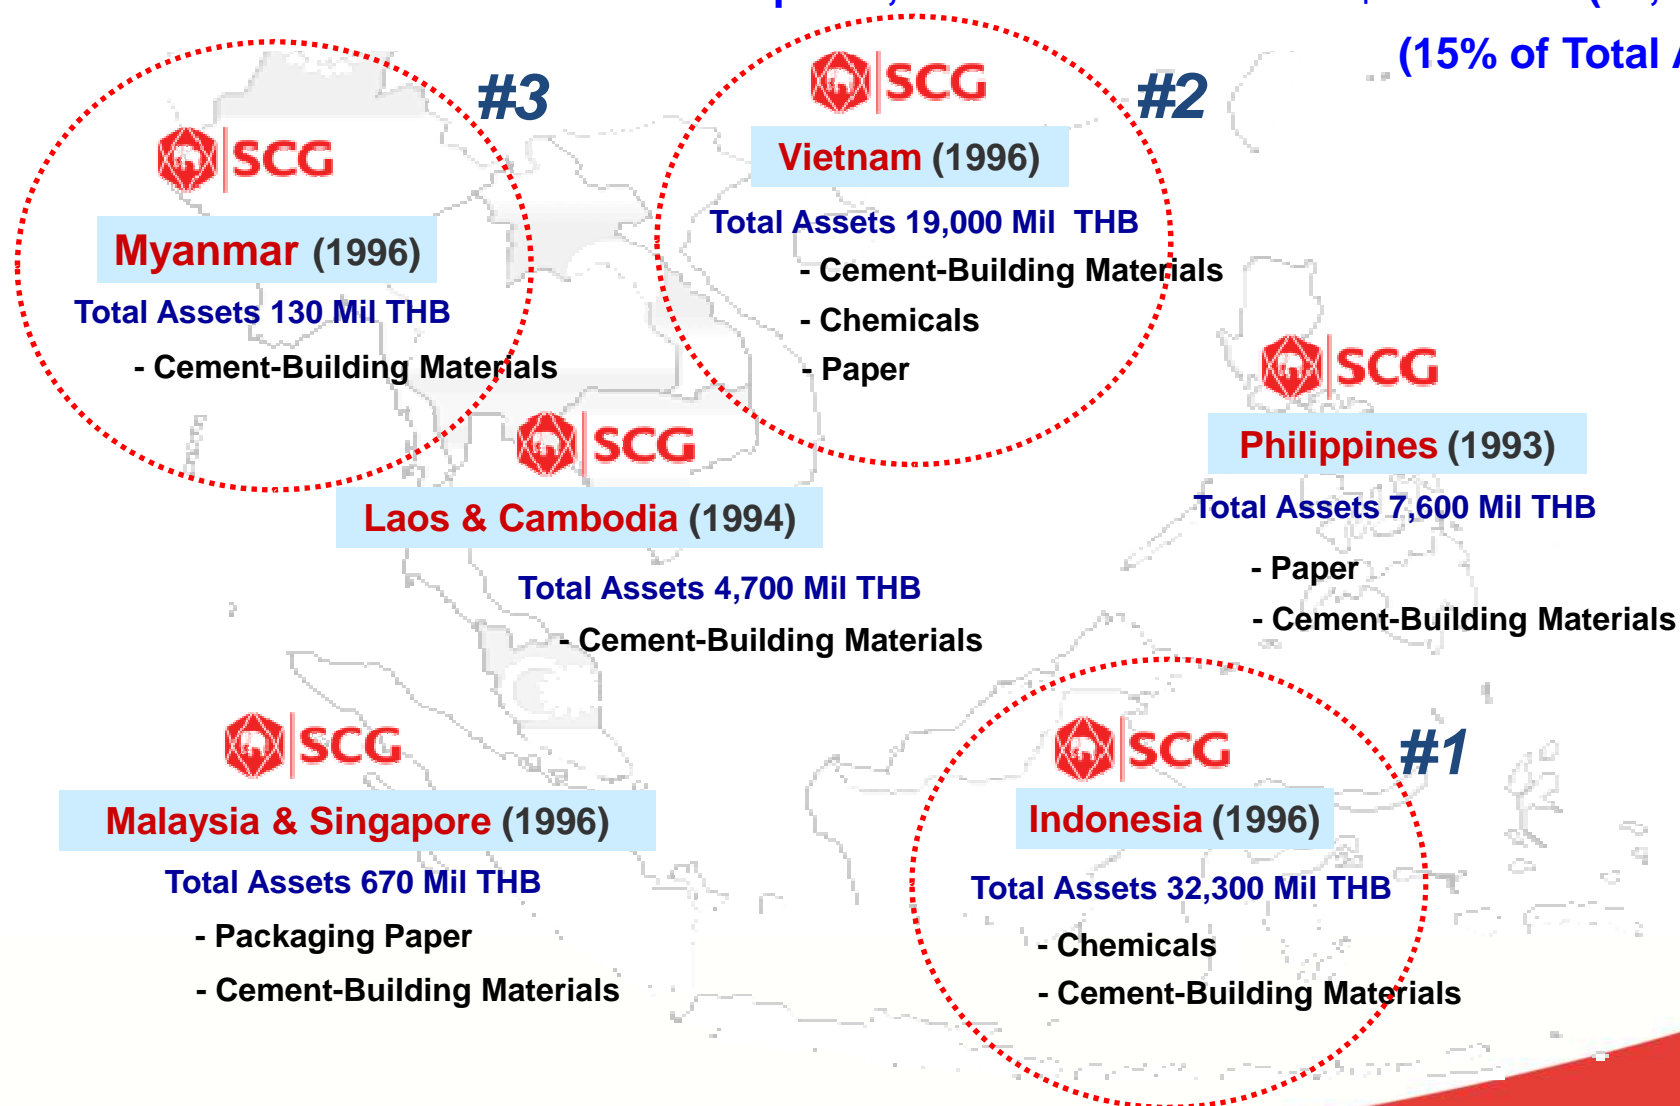 (15% of Total
#3
SCG
#2
SCG
Vietnam (1996)
Myanmar (1996)
Total Assets 19,000 Mil THB
- Cement-Building Materials
- Chemicals
- Paper
Total Assets 130 Mil THB
- Cement-Building Materials
SCG
Philippines (1993)
SCG
Laos & Cambodia (1994)
Total Assets 7,600 Mil THB
- Paper
- Cement-Building Materials
Total Assets 4,700 Mil THB
- Cement-Building Materials
SCG
Malaysia & Singapore (1996)
Total Assets 670 Mil THB
- Packaging Paper
- Cement-Building Materials
SCG
#1
Indonesia (1996)
Total Assets 32,300 Mil THB
- Chemicals
- Cement-Building Materials